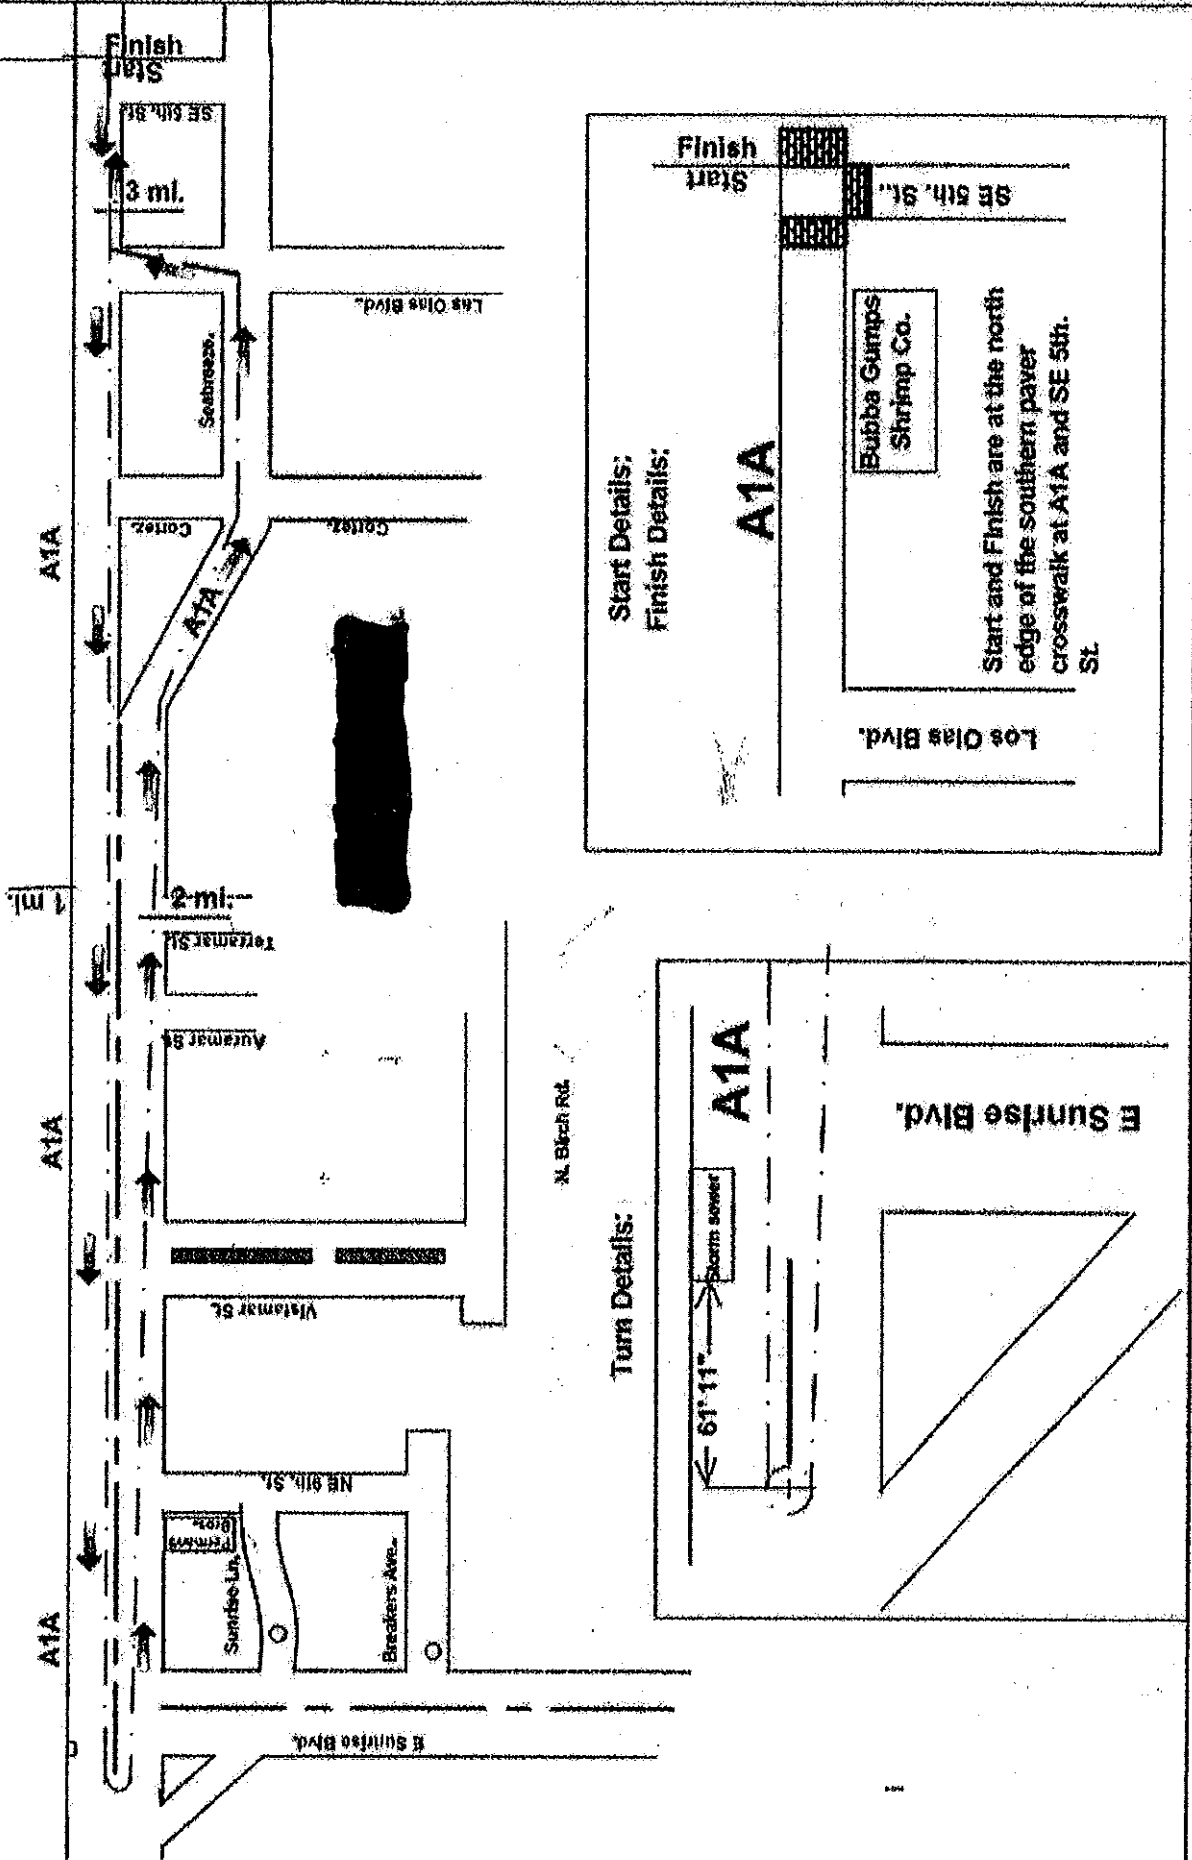 Finish
Start
SE 5th. St.
3 mi.
Las Olas Blvd.
Seabreeze.
A1A
Cortez.
Cortez.
A1A
1 mi.
2 mi.
Terramar St.
Auramar St.
A1A
N. Birch Rd.
Vistamar St.
NE 9th. St.
Sunrise Ln.
Breakers Ave.
A1A
E Sunrise Blvd.
Start Details:
Finish Details:
Finish
Start
SE 5th. St.
A1A
Bubba Gumps
Shrimp Co.
Start and Finish are at the north
edge of the southern paver
crosswalk at A1A and SE 5th.
St.
Los Olas Blvd.
Turn Details:
A1A
Storm sewer
61' 11"
E Sunrise Blvd.